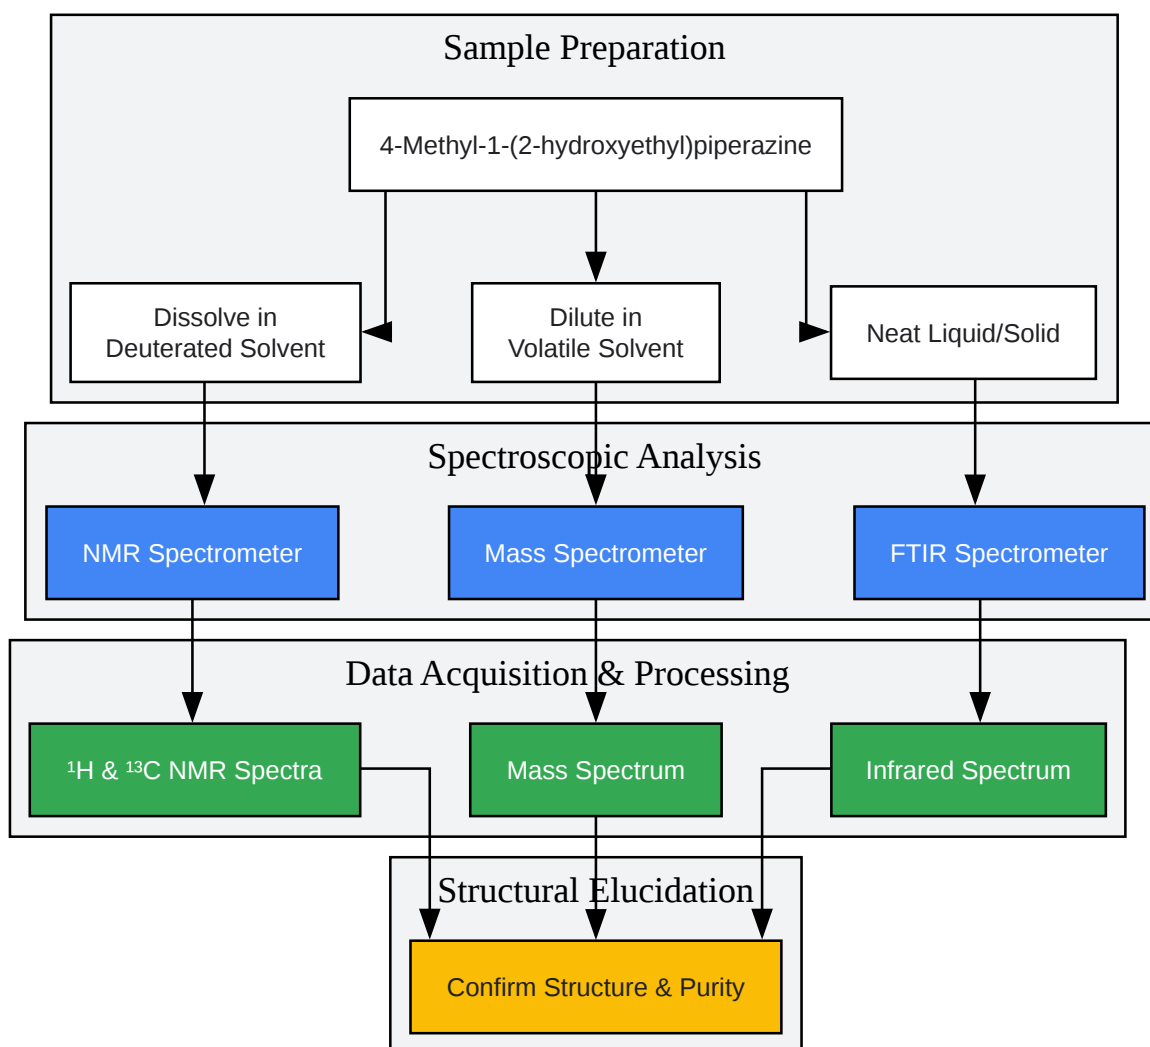 Sample Preparation
4-Methyl-1-(2-hydroxyethyl)piperazine
Dissolve in
Deuterated Solvent
Dilute in
Volatile Solvent
Neat Liquid/Solid
Spectroscopic Analysis
NMR Spectrometer
Mass Spectrometer
FTIR Spectrometer
Data Acquisition & Processing
¹H & ¹³C NMR Spectra
Mass Spectrum
Infrared Spectrum
Structural Elucidation
Confirm Structure & Purity